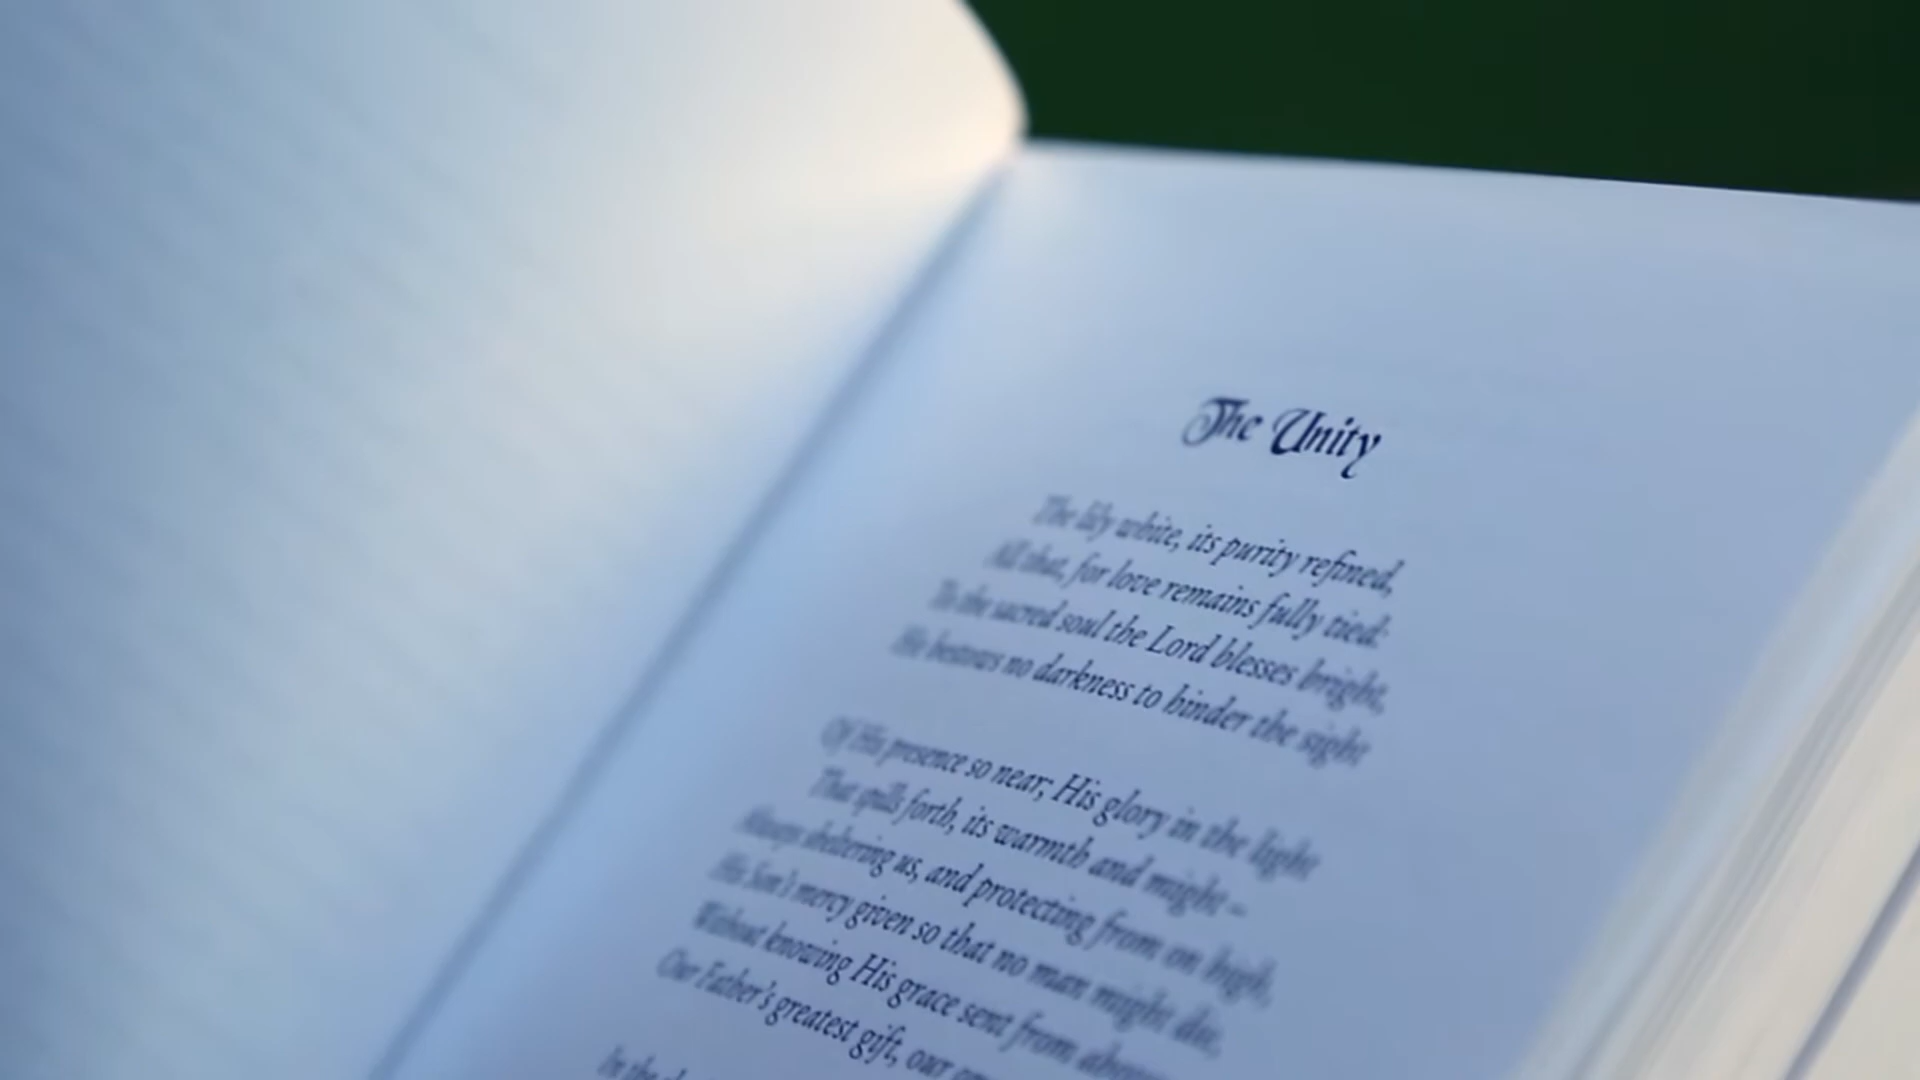 The Unity
The lily white, its purity refined,
All that, for love remains fully tied:
To the sacred soul the Lord blesses bright,
He bestows no darkness to hinder the sight
Of His presence so near; His glory in the light
That spills forth, its warmth and might –
Always sheltering us, and protecting from on high,
His Son's mercy given so that no man might die,
Without knowing His grace sent from above
Our Father's greatest gift, our
In the